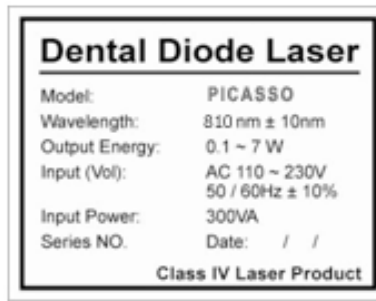 Dental Diode Laser
Model: PICASSO
Wavelength: 810 nm ± 10nm
Output Energy: 0.1 ~ 7 W
Input (Vol): AC 110 ~ 230V
50 / 60Hz ± 10%
Input Power: 300VA
Series NO. Date: / /
Class IV Laser Product